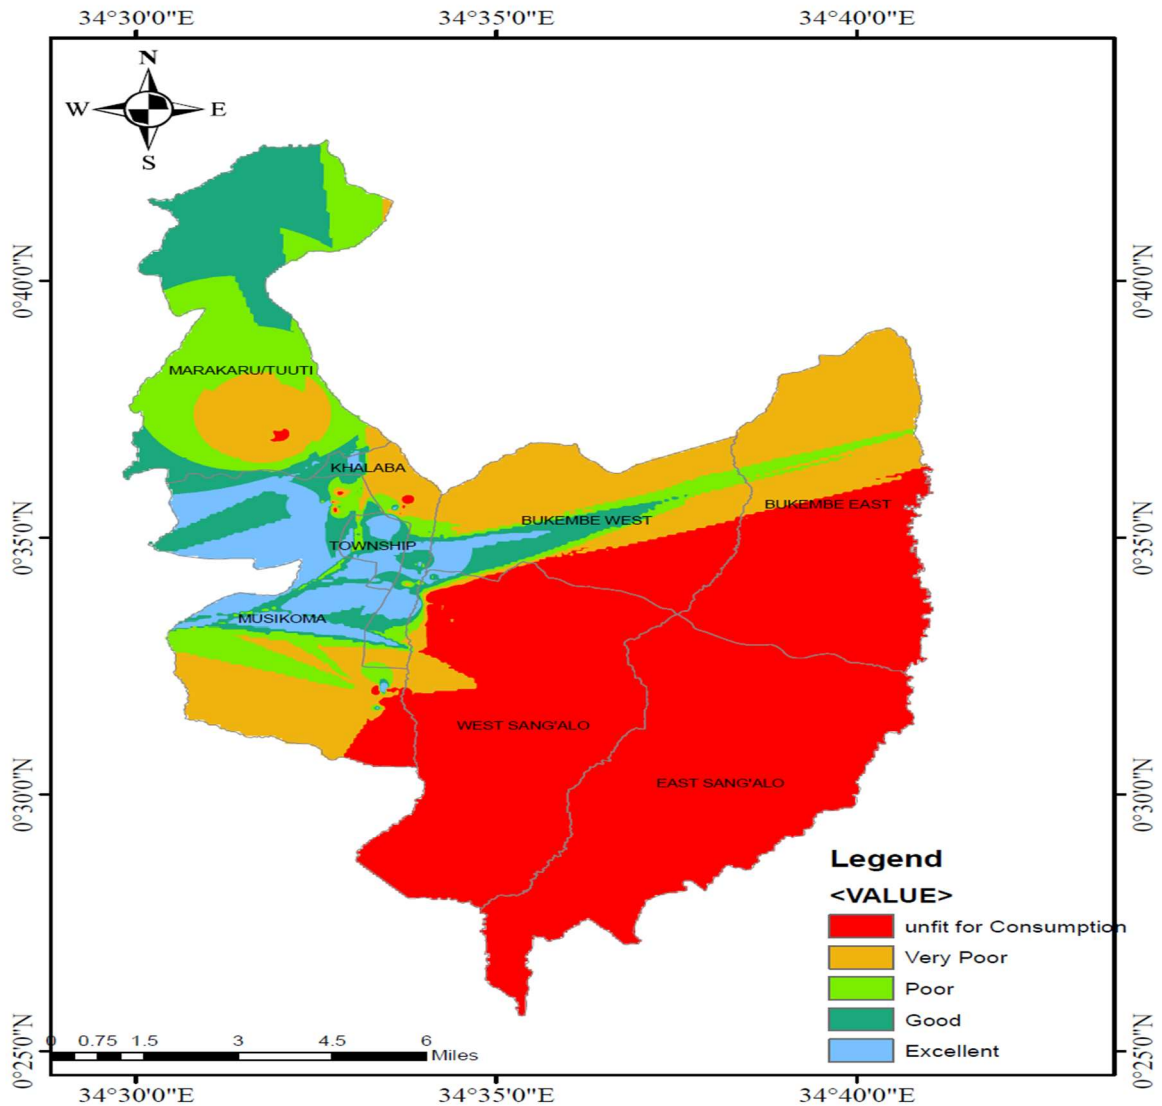 34°30'0"E 34°35'0"E 34°40'0"E
N
W E
S
0°40'0"N 0°40'0"N
MARAKARU/TUUTI
KHALABA
BUKEMBE EAST
BUKEMBE WEST
0°35'0"N 0°35'0"N
TOWNSHIP
MUSIKOMA
WEST SANG'ALO
EAST SANG'ALO
0°30'0"N 0°30'0"N
Legend
<VALUE>
unfit for Consumption
Very Poor
Poor
Good
Excellent
0 0.75 1.5 3 4.5 6
Miles
0°25'0"N 0°25'0"N
34°30'0"E 34°35'0"E 34°40'0"E